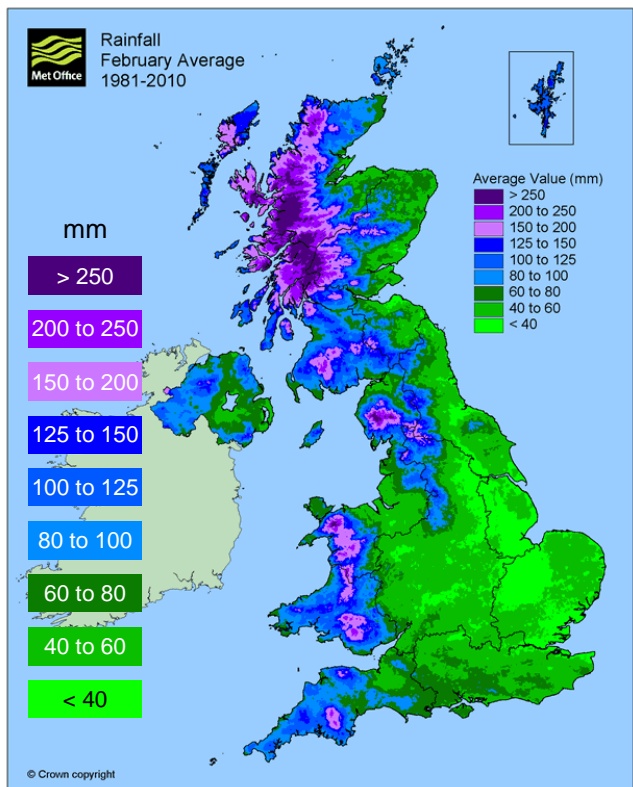 Met Office
Rainfall
February Average
1981-2010
mm
> 250
200 to 250
150 to 200
125 to 150
100 to 125
80 to 100
60 to 80
40 to 60
< 40
Average Value (mm)
> 250
200 to 250
150 to 200
125 to 150
100 to 125
80 to 100
60 to 80
40 to 60
< 40
© Crown copyright